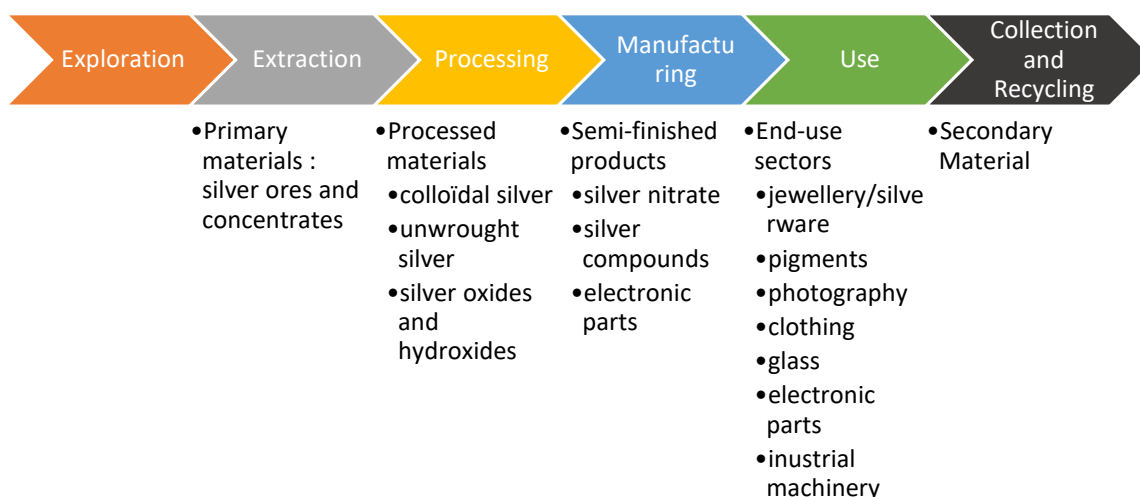 Exploration
Extraction
Processing
Manufactu
ring
Use
Collection
and
Recycling
•Primary
materials :
silver ores and
concentrates
•Processed
materials
•colloïdal silver
•unwrought
silver
•silver oxides
and
hydroxides
•Semi-finished
products
•silver nitrate
•silver
compounds
•electronic
parts
•End-use
sectors
•jewellery/silve
rware
•pigments
•photography
•clothing
•glass
•electronic
parts
•inustrial
machinery
•Secondary
Material